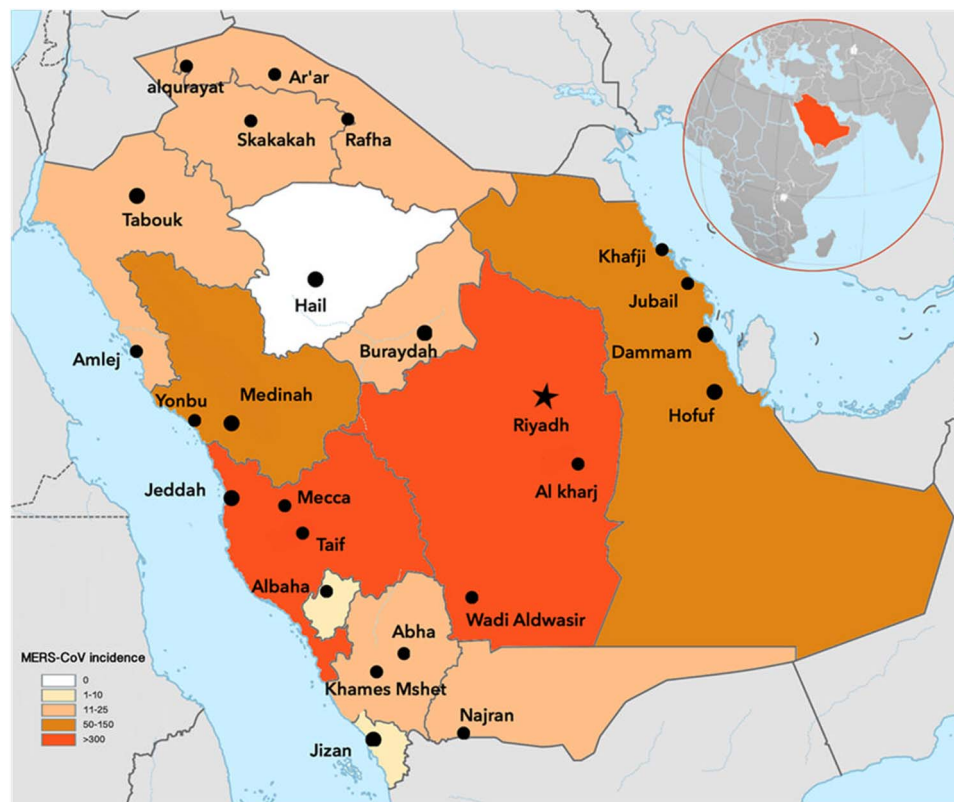 alqurayat
Ar'ar
Skakakah
Rafha
Tabouk
Khafji
Hail
Jubail
Buraydah
Dammam
Amlej
Yonbu
Medinah
Hofuf
Riyadh
Jeddah
Mecca
Al kharj
Taif
Albaha
Wadi Aldwasir
Abha
MERS-CoV incidence
0
1-10
11-25
50-150
>300
Khames Mshet
Najran
Jizan